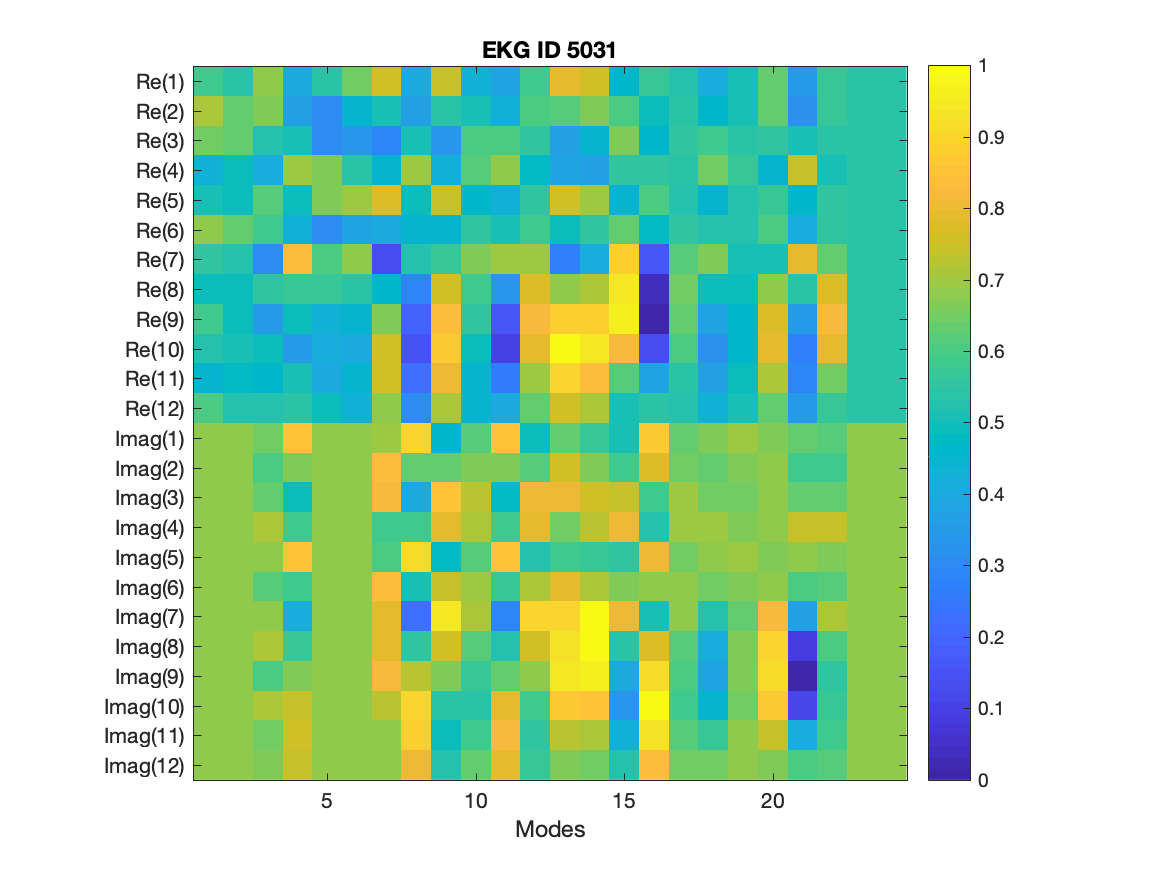 EKG ID 5031
Re(1)
Re(2)
Re(3)
Re(4)
Re(5)
Re(6)
Re(7)
Re(8)
Re(9)
Re(10)
Re(11)
Re(12)
Imag(1)
Imag(2)
Imag(3)
Imag(4)
Imag(5)
Imag(6)
Imag(7)
Imag(8)
Imag(9)
Imag(10)
Imag(11)
Imag(12)
5 10 15 20
Modes
1
0.9
0.8
0.7
0.6
0.5
0.4
0.3
0.2
0.1
0